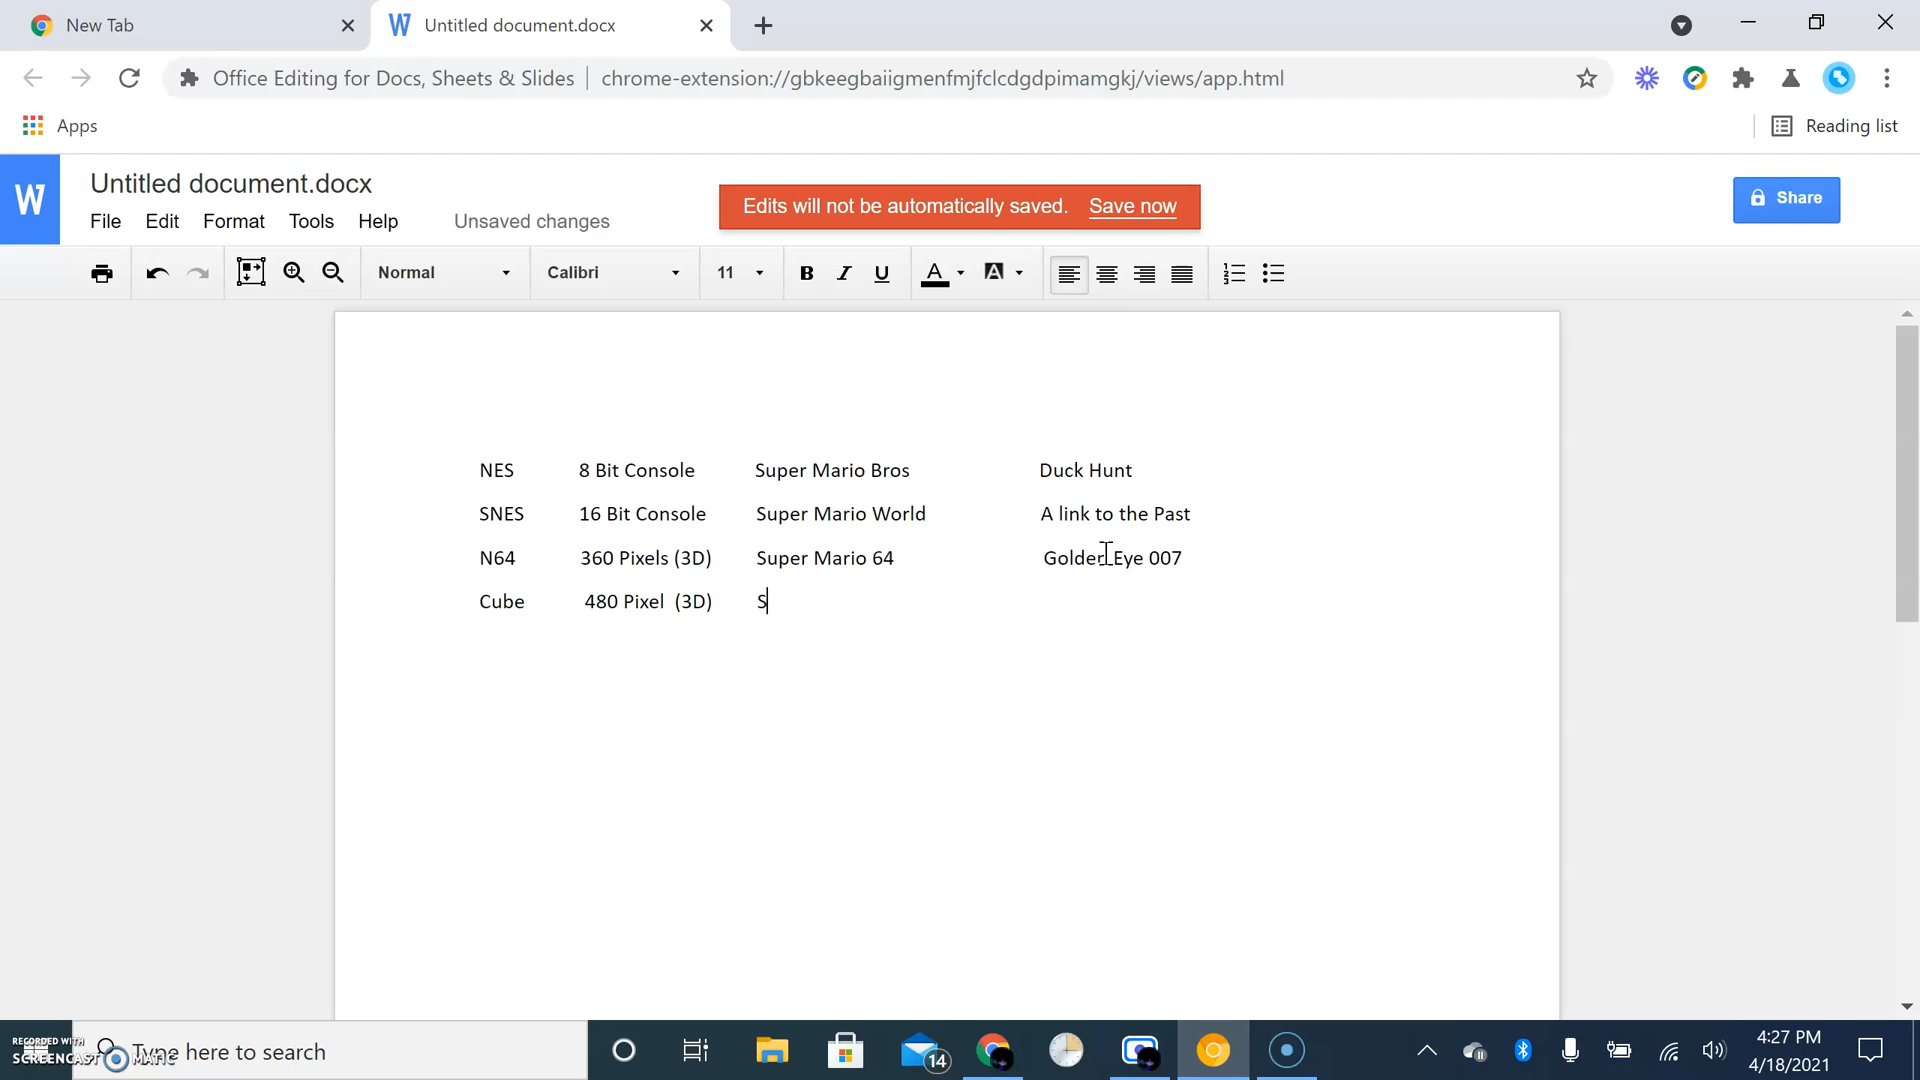 New Tab
Untitled document.docx
Office Editing for Docs, Sheets & Slides | chrome-extension://gbkeegbaiigmenfmjfclcdgdpimamgkj/views/app.html
Apps
Reading list
W
Untitled document.docx
File Edit Format Tools Help Unsaved changes
Edits will not be automatically saved. Save now
Share
Normal Calibri 11 B I U A A
NES 8 Bit Console Super Mario Bros Duck Hunt
SNES 16 Bit Console Super Mario World A link to the Past
N64 360 Pixels (3D) Super Mario 64 Golden Eye 007
Cube 480 Pixel (3D) S
RECORDED WITH
SCREENCAST MATIC
Type here to search
14
4:27 PM
4/18/2021